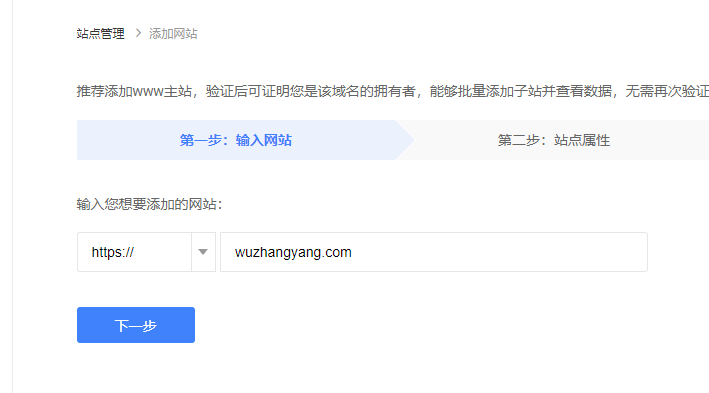 站点管理 > 添加网站
推荐添加www主站，验证后可证明您是该域名的拥有者，能够批量添加子站并查看数据，无需再次验证
第一步：输入网站 第二步：站点属性
输入您想要添加的网站：
https:// wuzhangyang.com
下一步